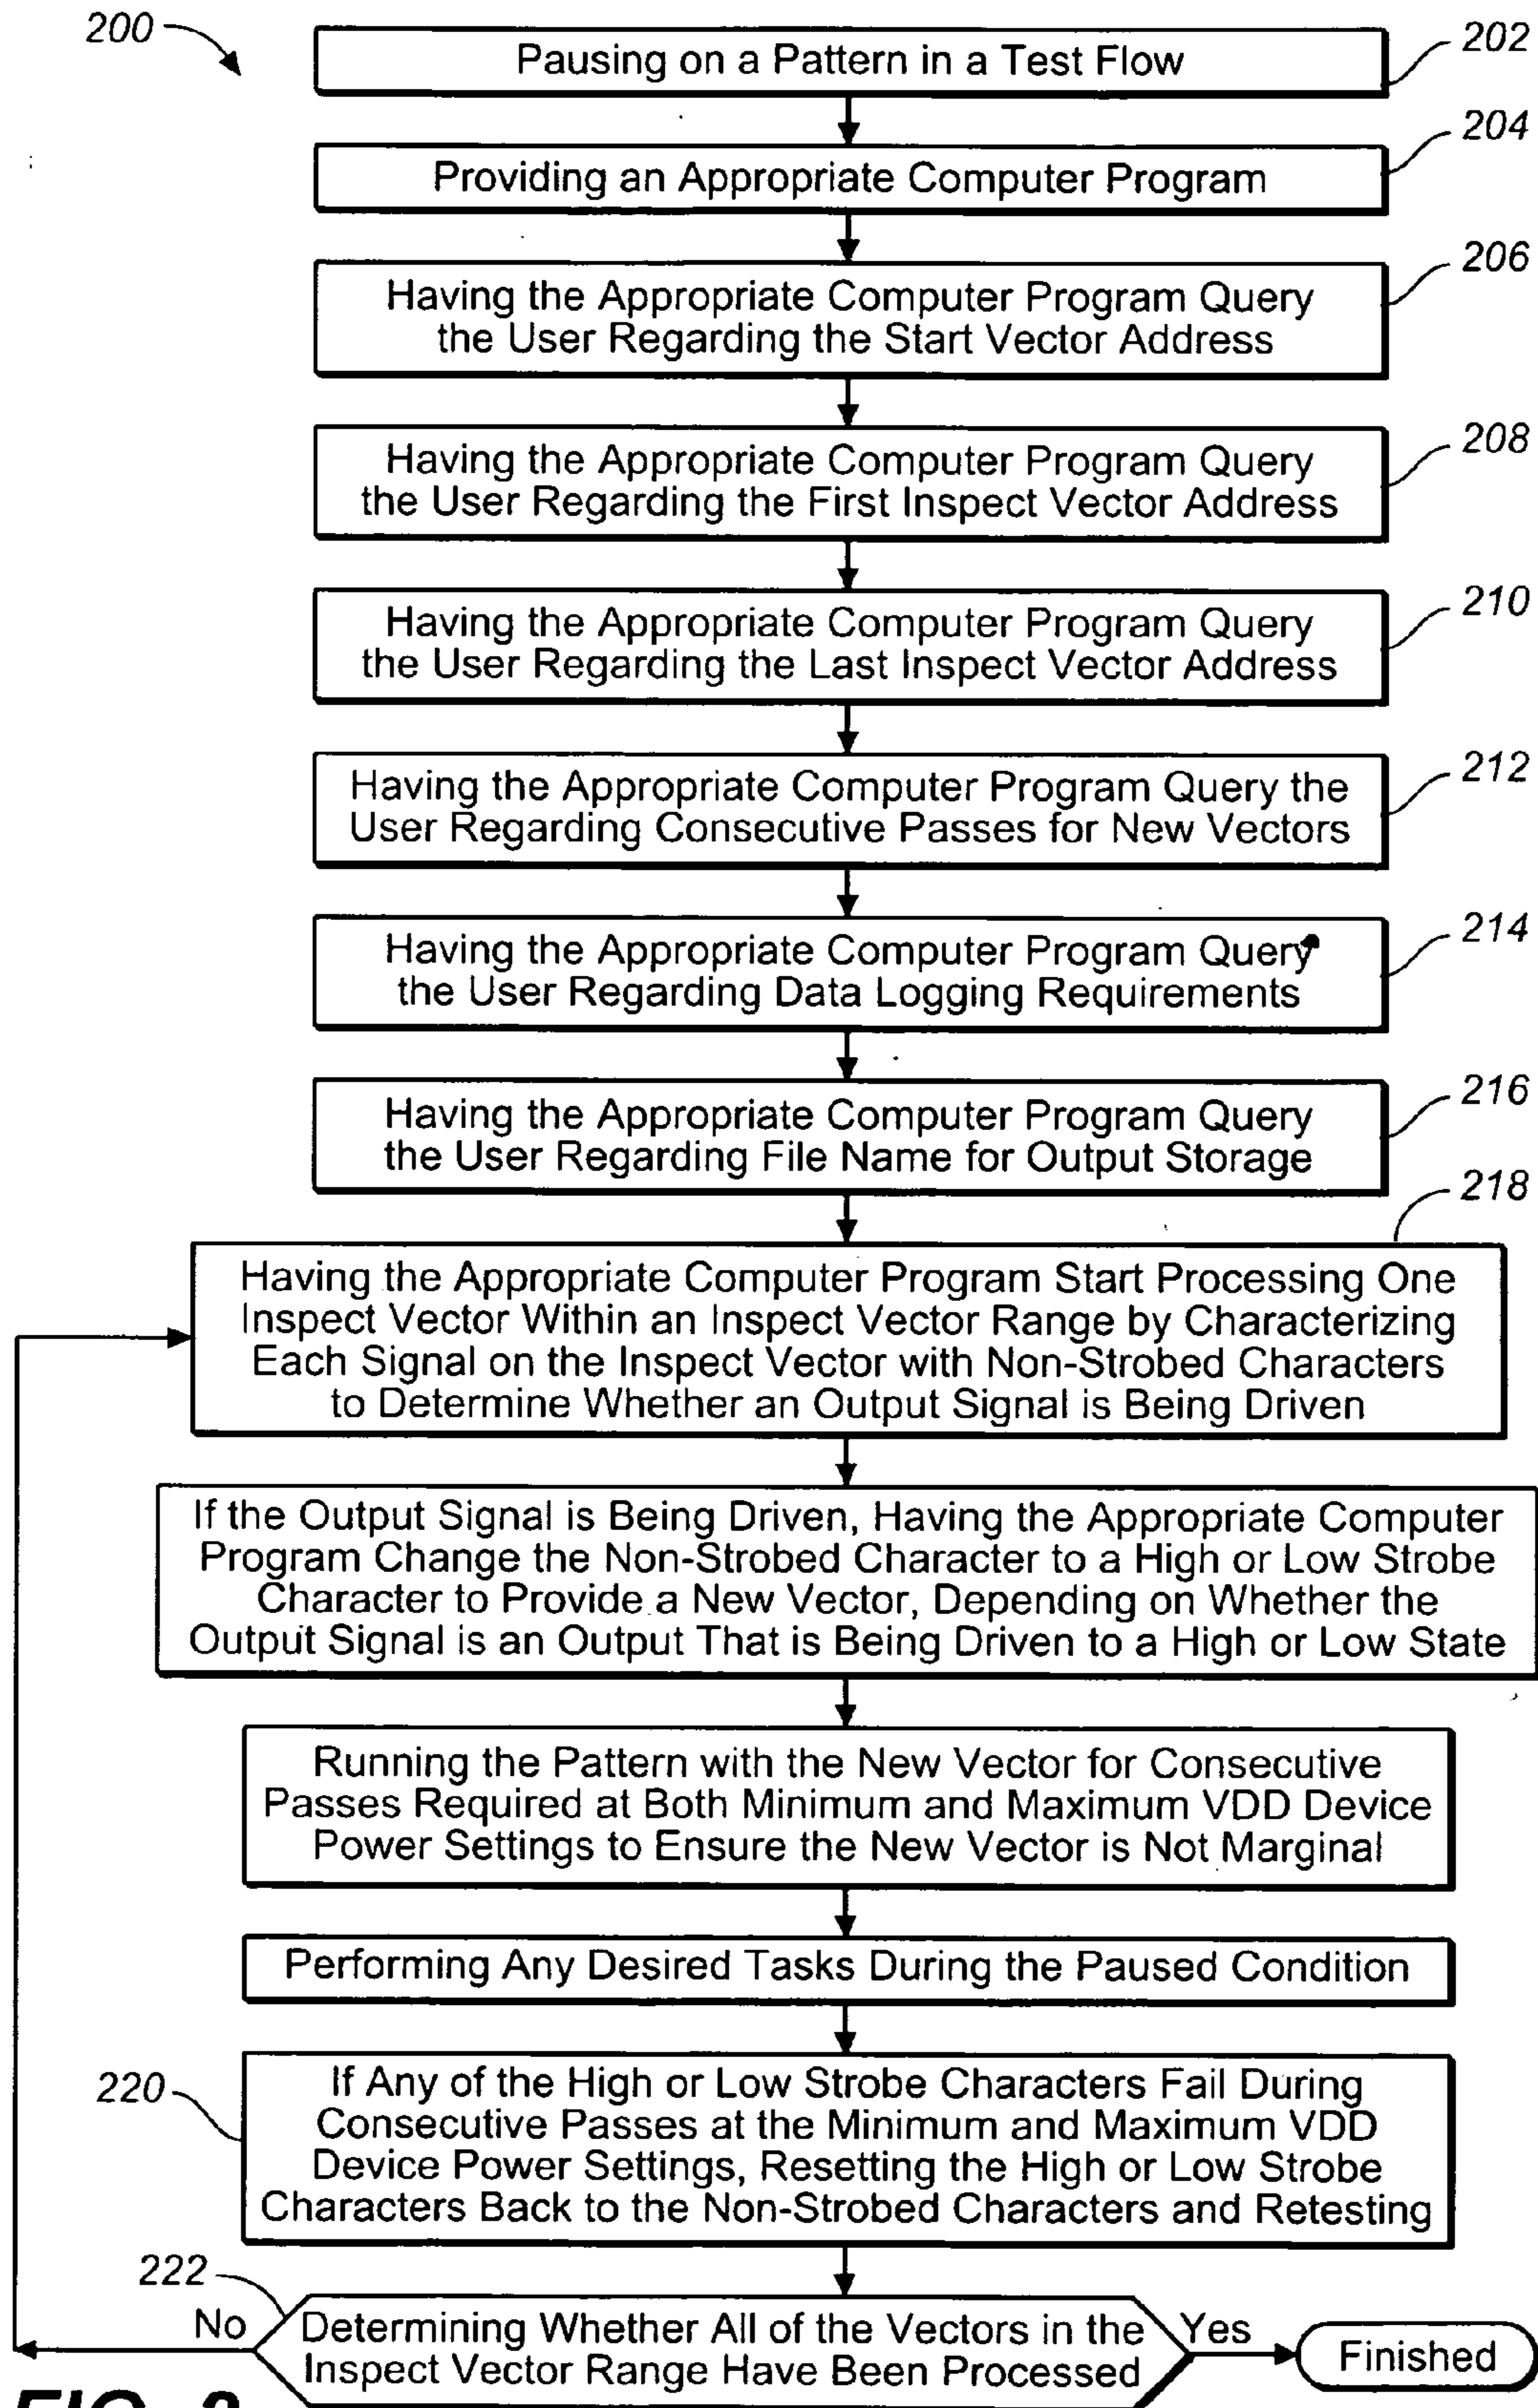 200
Pausing on a Pattern in a Test Flow
202
Providing an Appropriate Computer Program
204
Having the Appropriate Computer Program Query
the User Regarding the Start Vector Address
206
Having the Appropriate Computer Program Query
the User Regarding the First Inspect Vector Address
208
Having the Appropriate Computer Program Query
the User Regarding the Last Inspect Vector Address
210
Having the Appropriate Computer Program Query the
User Regarding Consecutive Passes for New Vectors
212
Having the Appropriate Computer Program Query
the User Regarding Data Logging Requirements
214
Having the Appropriate Computer Program Query
the User Regarding File Name for Output Storage
216
218
Having the Appropriate Computer Program Start Processing One
Inspect Vector Within an Inspect Vector Range by Characterizing
Each Signal on the Inspect Vector with Non-Strobed Characters
to Determine Whether an Output Signal is Being Driven
If the Output Signal is Being Driven, Having the Appropriate Computer
Program Change the Non-Strobed Character to a High or Low Strobe
Character to Provide a New Vector, Depending on Whether the
Output Signal is an Output That is Being Driven to a High or Low State
Running the Pattern with the New Vector for Consecutive
Passes Required at Both Minimum and Maximum VDD Device
Power Settings to Ensure the New Vector is Not Marginal
Performing Any Desired Tasks During the Paused Condition
220
If Any of the High or Low Strobe Characters Fail During
Consecutive Passes at the Minimum and Maximum VDD
Device Power Settings, Resetting the High or Low Strobe
Characters Back to the Non-Strobed Characters and Retesting
222
No
Determining Whether All of the Vectors in the
Inspect Vector Range Have Been Processed
Yes
Finished